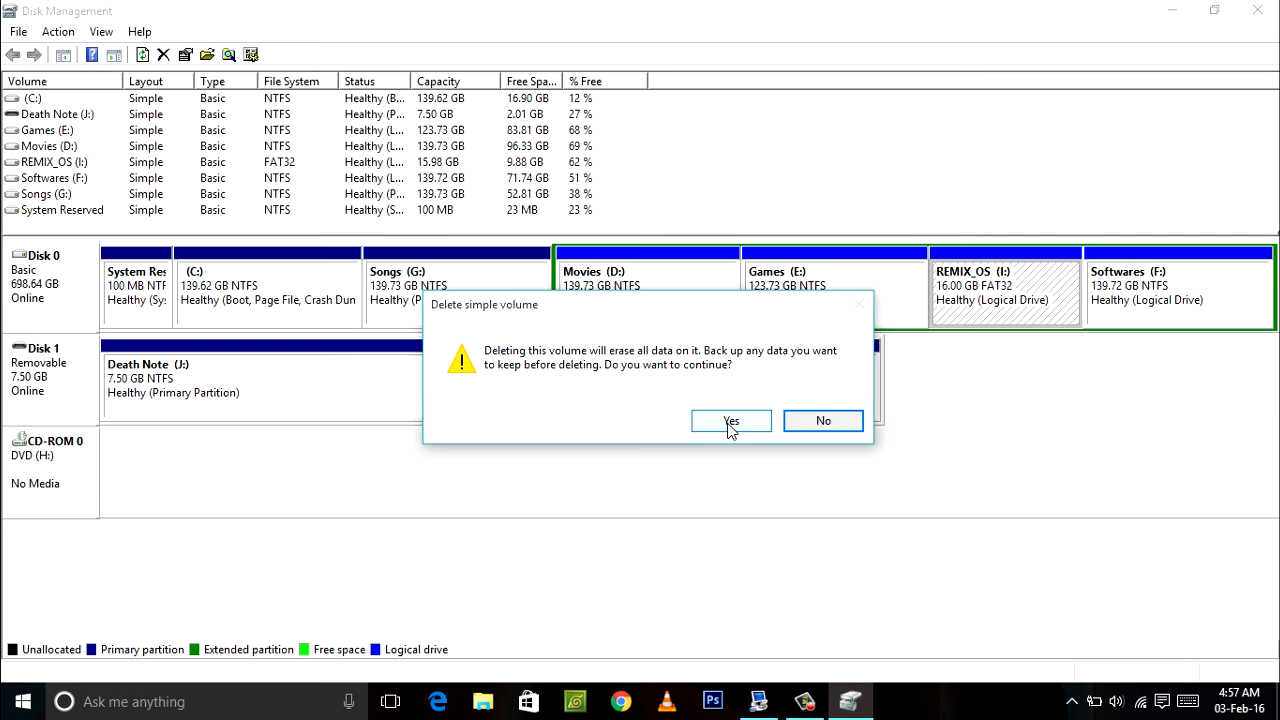 Disk Management
File Action View Help
Volume Layout Type File System Status Capacity Free Spa... % Free
(C:) Simple Basic NTFS Healthy (B... 139.62 GB 16.90 GB 12 %
Death Note (J:) Simple Basic NTFS Healthy (P... 7.50 GB 2.01 GB 27 %
Games (E:) Simple Basic NTFS Healthy (L... 123.73 GB 83.81 GB 68 %
Movies (D:) Simple Basic NTFS Healthy (L... 139.73 GB 96.33 GB 69 %
REMIX_OS (I:) Simple Basic FAT32 Healthy (L... 15.98 GB 9.88 GB 62 %
Softwares (F:) Simple Basic NTFS Healthy (L... 139.72 GB 71.74 GB 51 %
Songs (G:) Simple Basic NTFS Healthy (P... 139.73 GB 52.81 GB 38 %
System Reserved Simple Basic NTFS Healthy (S... 100 MB 23 MB 23 %
Disk 0
Basic
698.64 GB
Online
System Res
100 MB NT
Healthy (Sy
(C:)
139.62 GB NTFS
Healthy (Boot, Page File, Crash Dun
Songs (G:)
139.73 GB NTFS
Healthy (P
Movies (D:)
139.73 GB NTFS
Games (E:)
123.73 GB NTFS
REMIX_OS (I:)
16.00 GB FAT32
Healthy (Logical Drive)
Softwares (F:)
139.72 GB NTFS
Healthy (Logical Drive)
Delete simple volume
Deleting this volume will erase all data on it. Back up any data you want
to keep before deleting. Do you want to continue?
Yes No
Disk 1
Removable
7.50 GB
Online
Death Note (J:)
7.50 GB NTFS
Healthy (Primary Partition)
CD-ROM 0
DVD (H:)
No Media
Unallocated Primary partition Extended partition Free space Logical drive
Ask me anything
Ps
4:57 AM
03-Feb-16